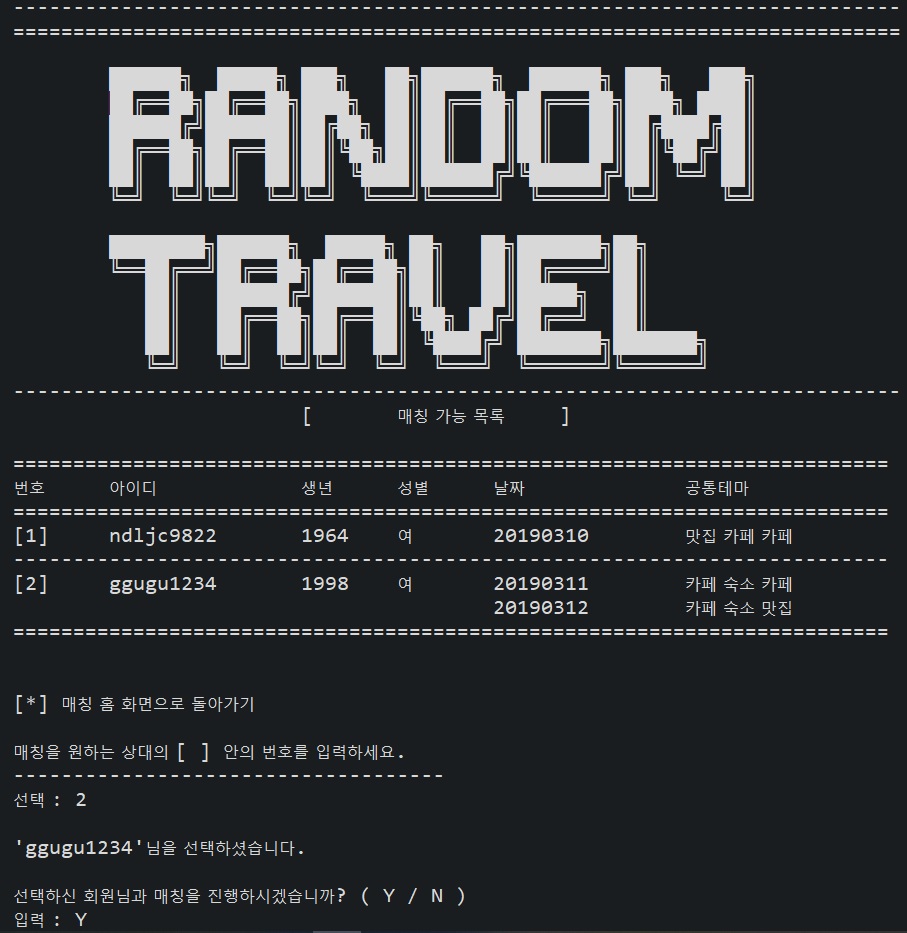 RANDOM
TRAVEL
[ 매칭 가능 목록 ]
번호 아이디 생년 성별 날짜 공통테마
[1] ndljc9822 1964 여 20190310 맛집 카페 카페
[2] ggugu1234 1998 여 20190311 카페 숙소 카페
20190312 카페 숙소 맛집
[*] 매칭 홈 화면으로 돌아가기
매칭을 원하는 상대의 [ ] 안의 번호를 입력하세요.
선택 : 2
'ggugu1234'님을 선택하셨습니다.
선택하신 회원님과 매칭을 진행하시겠습니까? ( Y / N )
입력 : Y